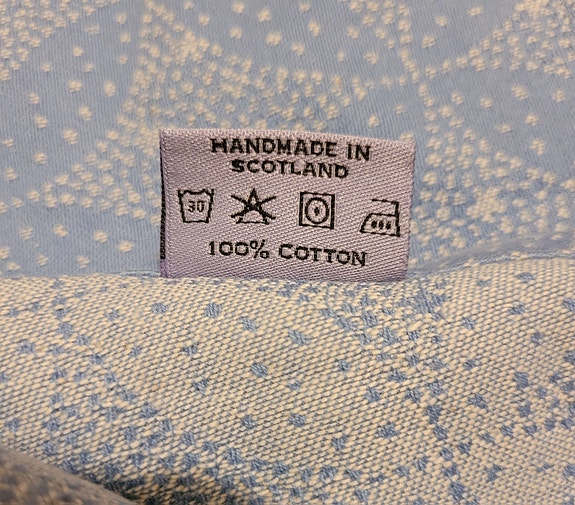 HANDMADE IN
SCOTLAND
30
100% COTTON